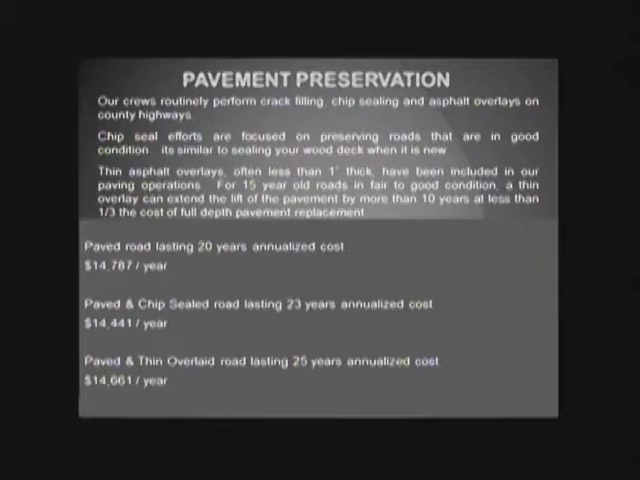 PAVEMENT PRESERVATION
Our crews routinely perform crack filling, chip sealing and asphalt overlays on
county highways
Chip seal efforts are focused on preserving roads that are in good
condition its similar to sealing your wood deck when it is new
Thin asphalt overlays, often less than 1" thick, have been included in our
paving operations For 15 year old roads in fair to good condition, a thin
overlay can extend the lift of the pavement by more than 10 years at less than
1/3 the cost of full depth pavement replacement
Paved road lasting 20 years annualized cost
$14,787 / year
Paved & Chip Sealed road lasting 23 years annualized cost
$14,441 / year
Paved & Thin Overlaid road lasting 25 years annualized cost
$14,661 / year